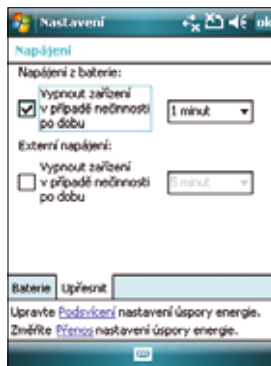 Nastavení
ok
Napájení
Napájení z baterie:
Vypnout zařízení
v případě nečinnosti
po dobu
1 minut
Externí napájení:
Vypnout zařízení
v případě nečinnosti
po dobu
5 minut
Baterie Upřesnit
Upravte Podsvícení nastavení úspory energie.
Změňte Přenos nastavení úspory energie.